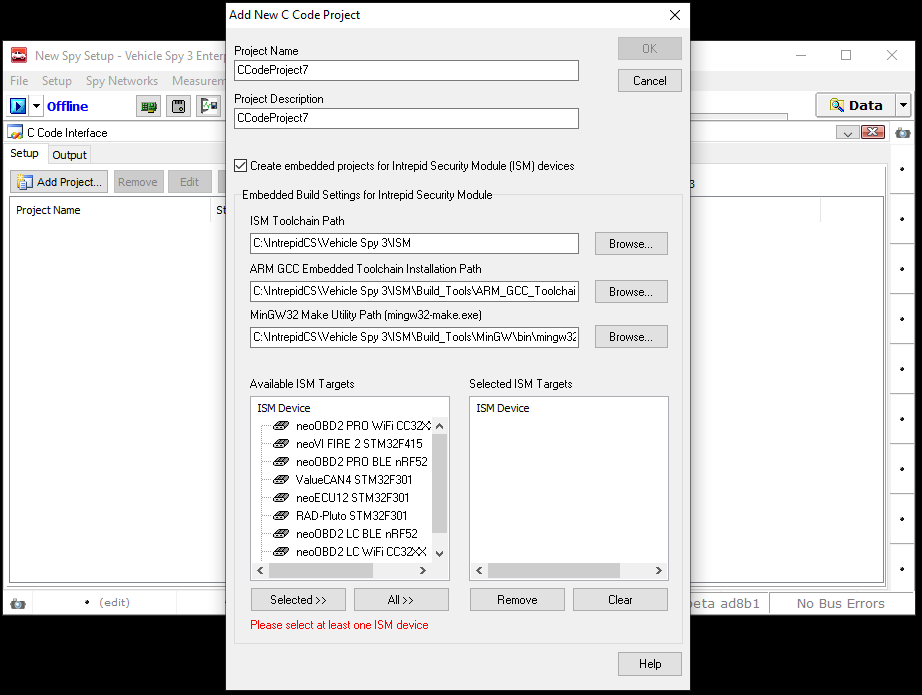 Add New C Code Project
New Spy Setup - Vehicle Spy 3
File Setup Spy Networks
Offline
Data
C Code Interface
Setup Output
Add Project... Remove Edit
Project Name
Project Name
CCodeProject7
OK
Cancel
Project Description
CCodeProject7
Create embedded projects for Intrepid Security Module (ISM) devices
Embedded Build Settings for Intrepid Security Module
ISM Toolchain Path
C:\IntrepidCS\Vehicle Spy 3\ISM
Browse...
ARM GCC Embedded Toolchain Installation Path
C:\IntrepidCS\Vehicle Spy 3\ISM\Build_Tools\ARM_GCC_Toolchai
Browse...
MinGW32 Make Utility Path (mingw32-make.exe)
C:\IntrepidCS\Vehicle Spy 3\ISM\Build_Tools\MinGW\bin\mingw32
Browse...
Available ISM Targets
ISM Device
neoOBD2 PRO WiFi CC32XX
neoVI FIRE 2 STM32F415
neoOBD2 PRO BLE nRF52
ValueCAN4 STM32F301
neoECU12 STM32F301
RAD-Pluto STM32F301
neoOBD2 LC BLE nRF52
neoOBD2 LC WiFi CC32XX
Selected ISM Targets
ISM Device
Selected >>
All >>
Remove
Clear
Please select at least one ISM device
Help
(edit)
beta ad8b1
No Bus Errors